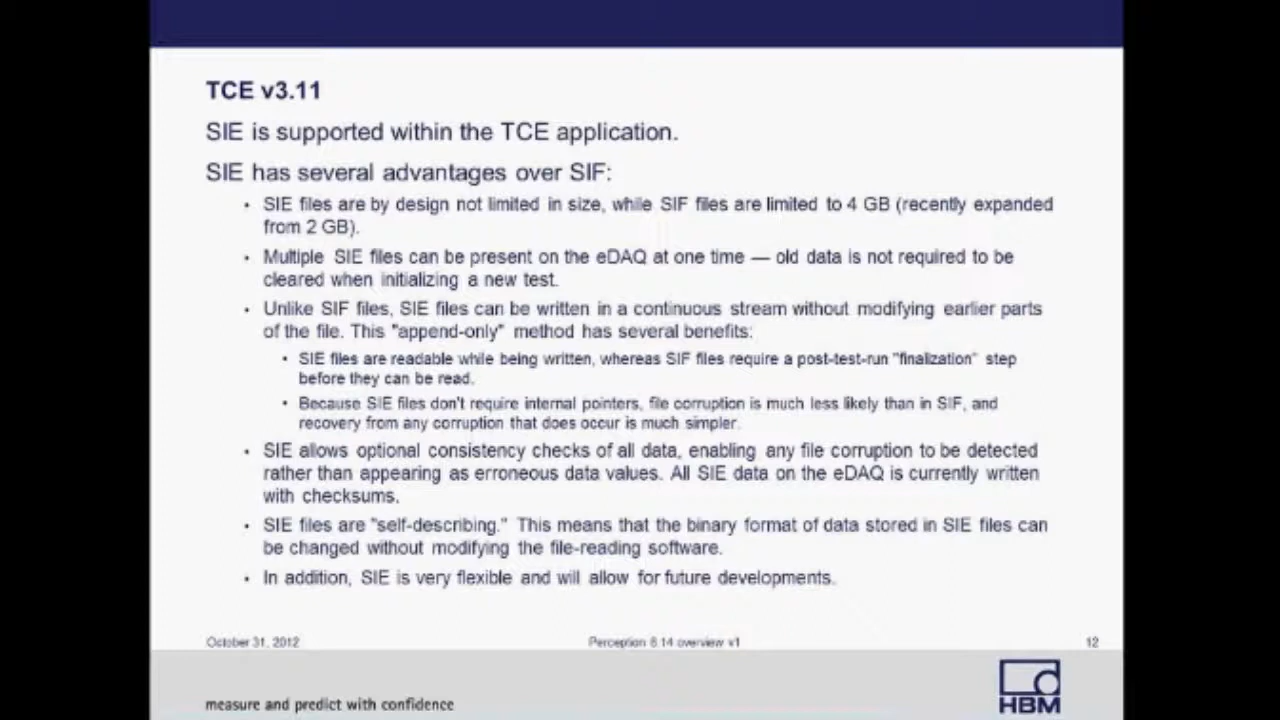 TCE v3.11
SIE is supported within the TCE application.
SIE has several advantages over SIF:
• SIE files are by design not limited in size, while SIF files are limited to 4 GB (recently expanded
from 2 GB).
• Multiple SIE files can be present on the eDAQ at one time — old data is not required to be
cleared when initializing a new test.
• Unlike SIF files, SIE files can be written in a continuous stream without modifying earlier parts
of the file. This "append-only" method has several benefits:
• SIE files are readable while being written, whereas SIF files require a post-test-run "finalization" step
before they can be read.
• Because SIE files don't require internal pointers, file corruption is much less likely than in SIF, and
recovery from any corruption that does occur is much simpler.
• SIE allows optional consistency checks of all data, enabling any file corruption to be detected
rather than appearing as erroneous data values. All SIE data on the eDAQ is currently written
with checksums.
• SIE files are "self-describing." This means that the binary format of data stored in SIE files can
be changed without modifying the file-reading software.
• In addition, SIE is very flexible and will allow for future developments.
October 31, 2012 Perception 6.14 overview v1 12
measure and predict with confidence
HBM